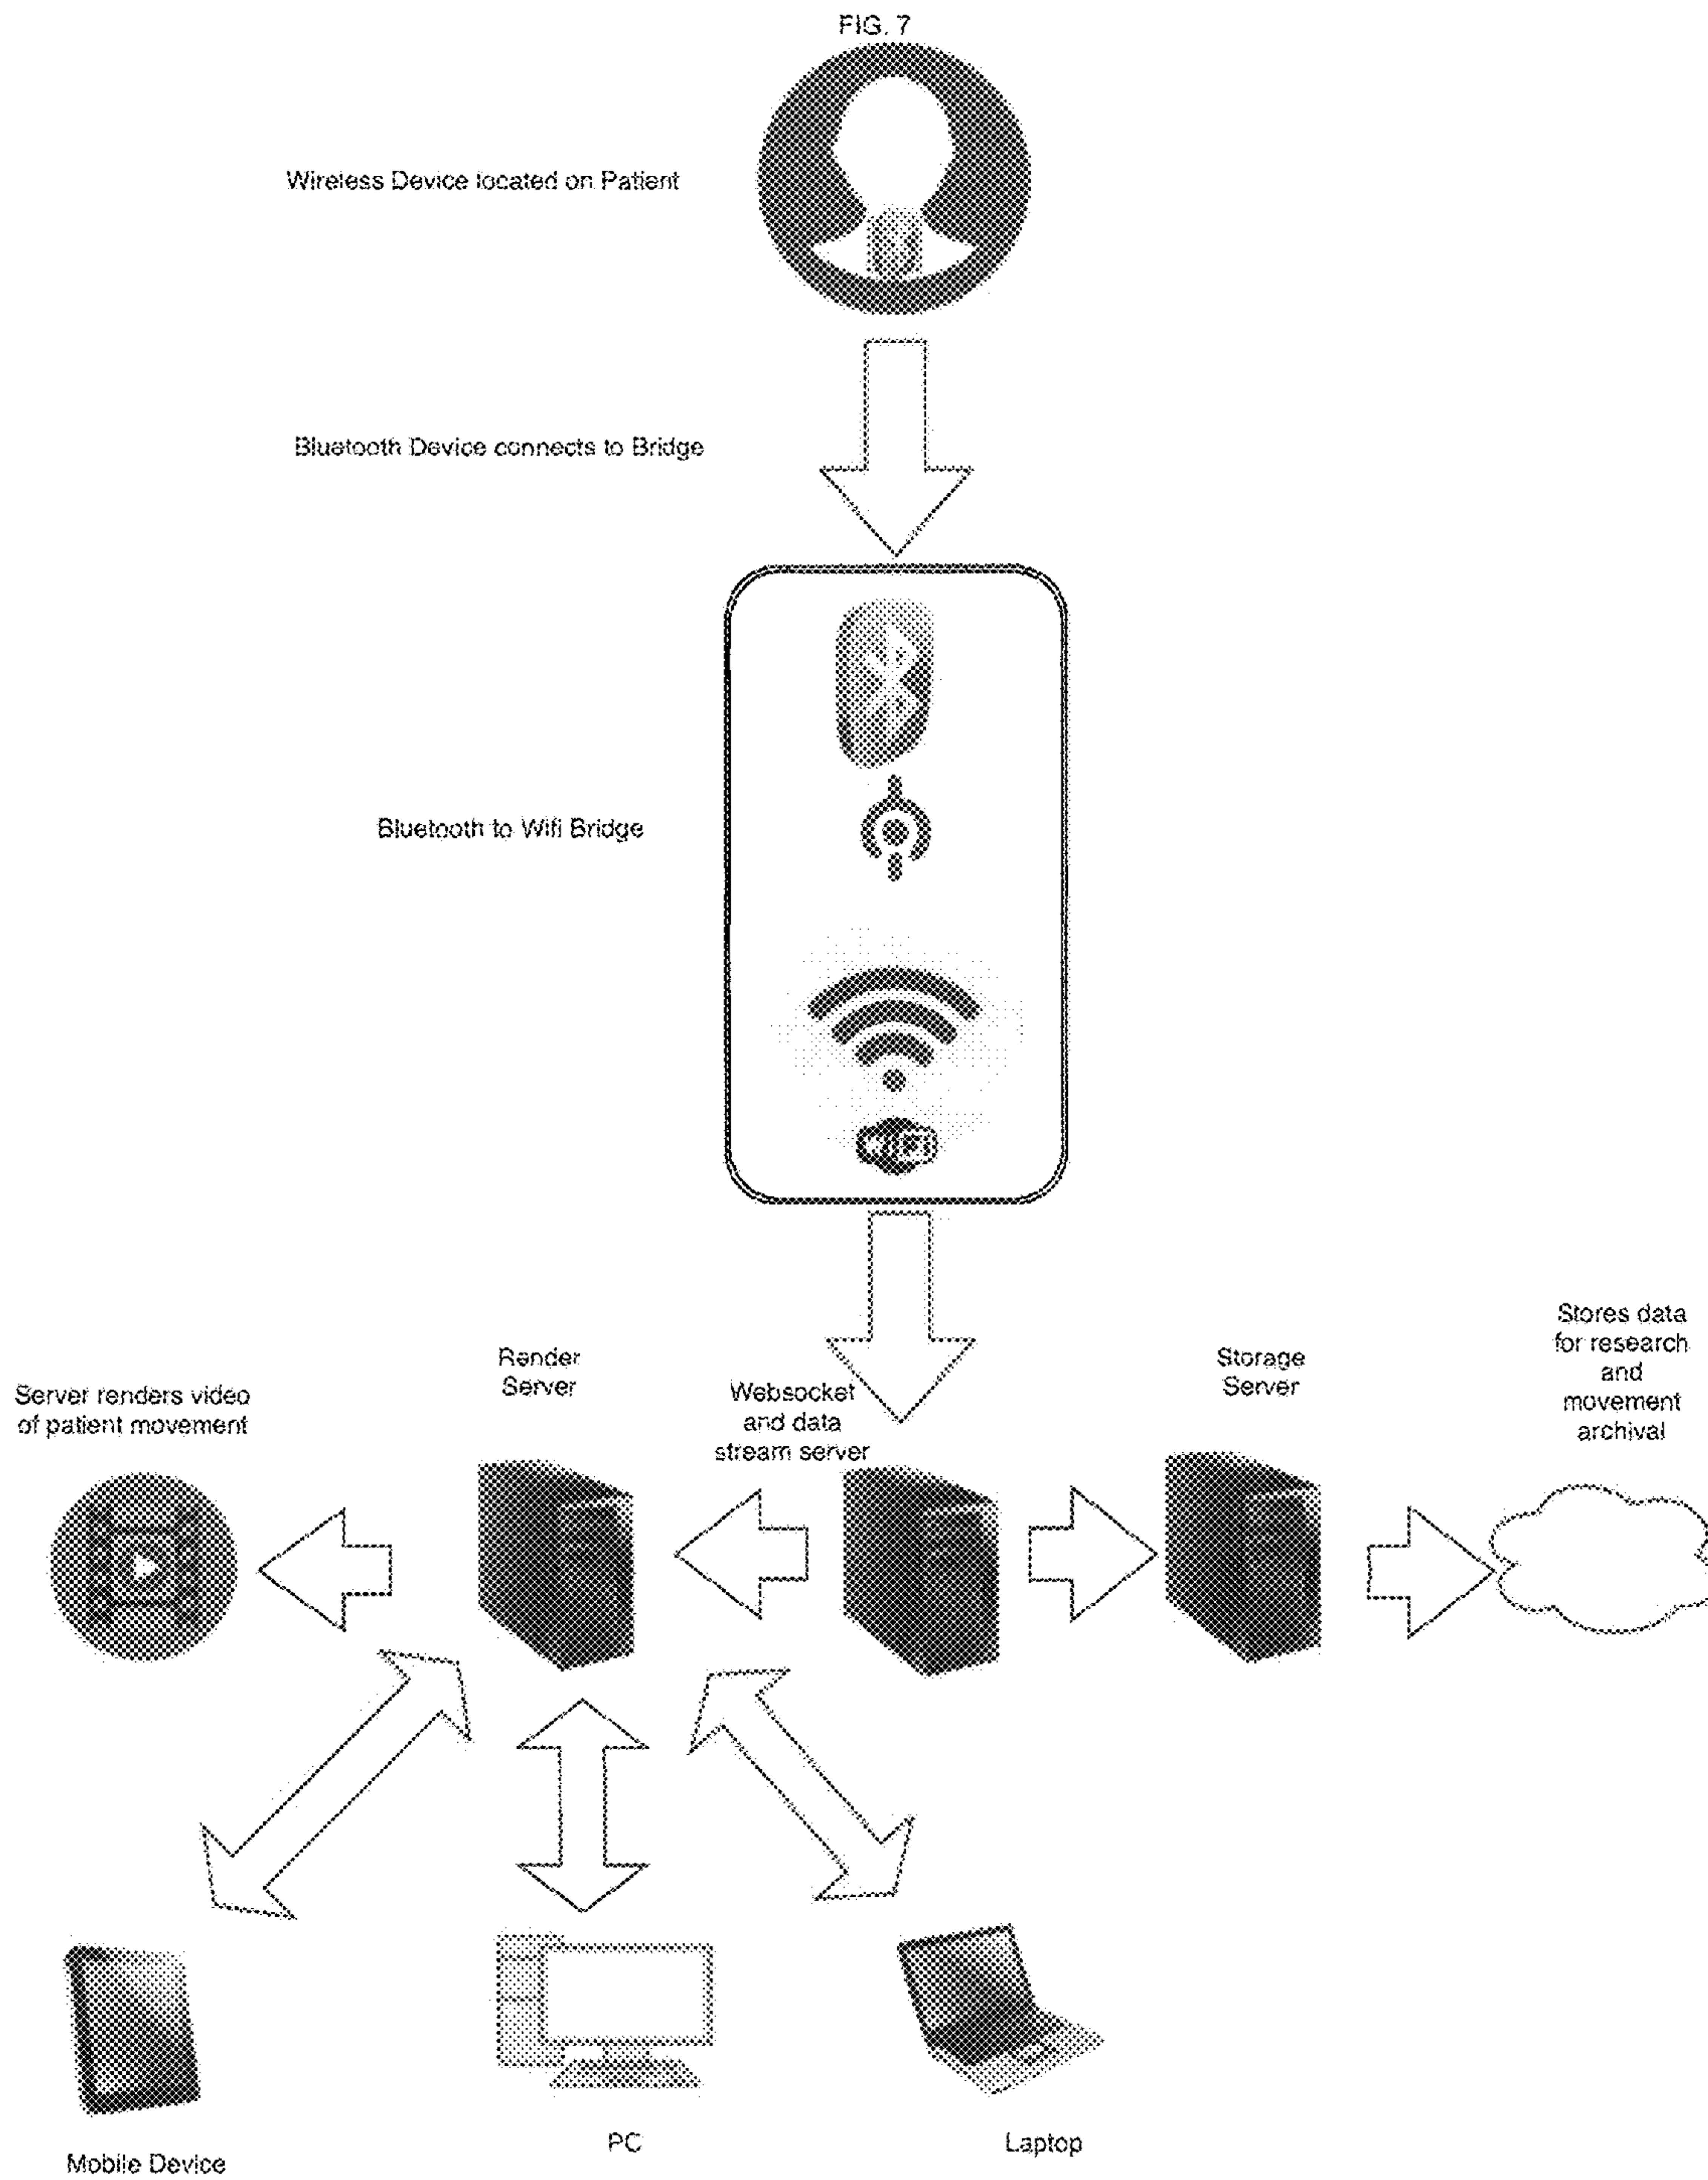 FIG. 7
Wireless Device located on Patient
Bluetooth Device connects to Bridge
Bluetooth to Wifi Bridge
Server renders video
of patient movement
Render
Server
Websocket
and data
stream server
Storage
Server
Stores data
for research
and
movement
archival
Mobile Device
PC
Laptop